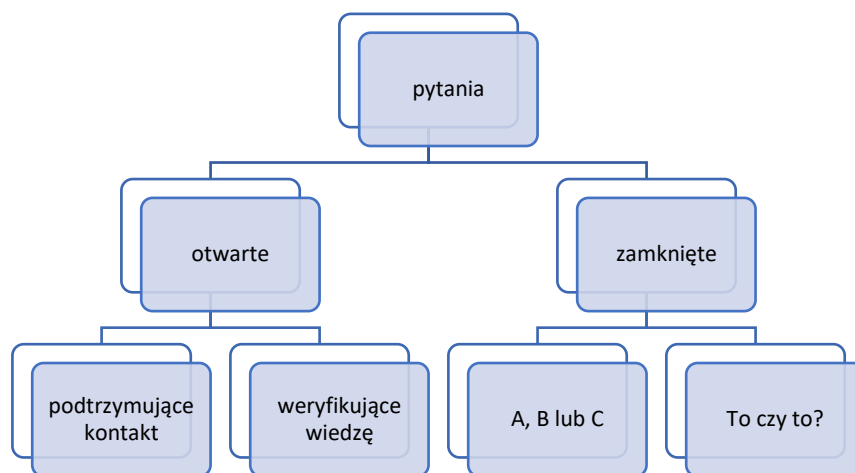 pytania
otwarte
zamknięte
podtrzymujące
kontakt
weryfikujące
wiedzę
A, B lub C
To czy to?